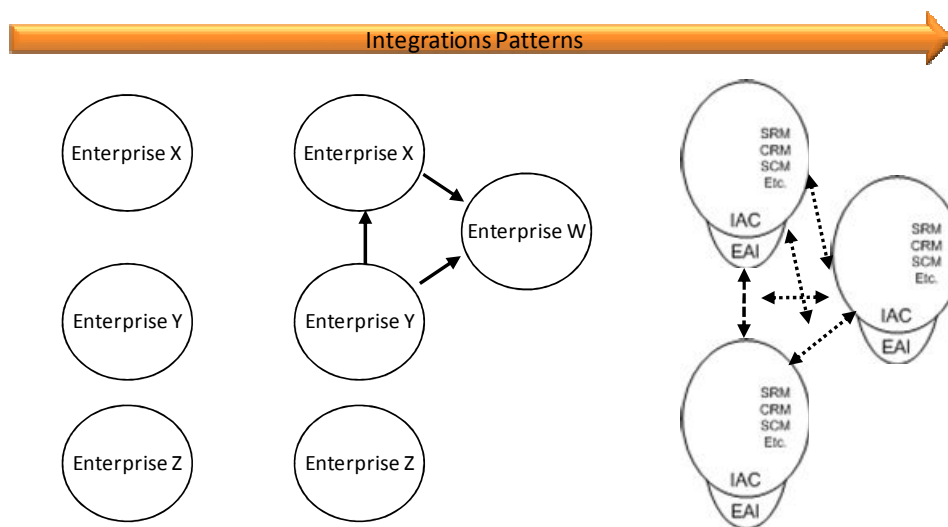 Integrations Patterns
Enterprise X
Enterprise Y
Enterprise Z
Enterprise X
Enterprise W
Enterprise Y
Enterprise Z
SRM
CRM
SCM
Etc.
IAC
EAI
SRM
CRM
SCM
Etc.
IAC
EAI
SRM
CRM
SCM
Etc.
IAC
EAI